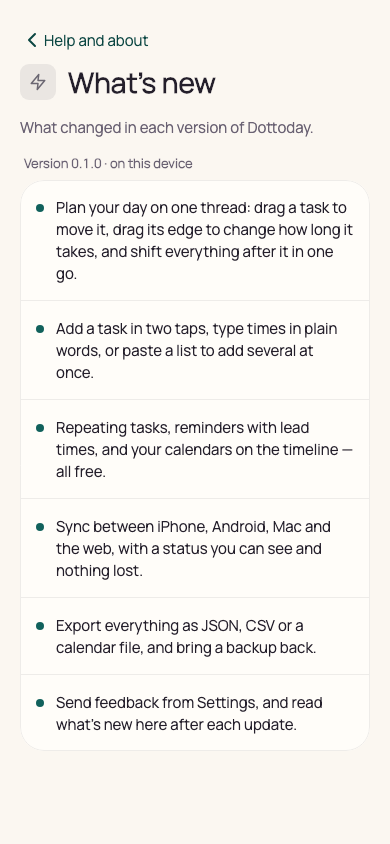 Help and about
What's new
What changed in each version of Dottoday.
Version 0.1.0 · on this device
Plan your day on one thread: drag a task to
move it, drag its edge to change how long it
takes, and shift everything after it in one
go.
Add a task in two taps, type times in plain
words, or paste a list to add several at
once.
Repeating tasks, reminders with lead
times, and your calendars on the timeline —
all free.
Sync between iPhone, Android, Mac and
the web, with a status you can see and
nothing lost.
Export everything as JSON, CSV or a
calendar file, and bring a backup back.
Send feedback from Settings, and read
what's new here after each update.